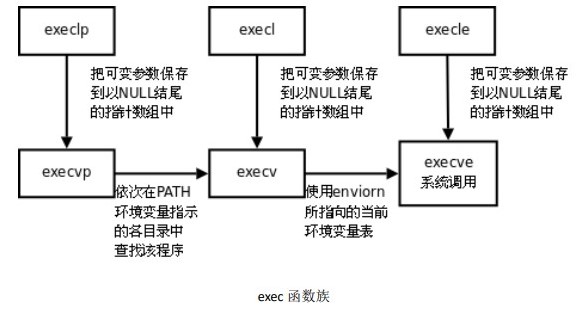 execlp
execl
execle
把可变参数保存
到以NULL结尾
的指针数组中
把可变参数保存
到以NULL结尾
的指针数组中
把可变参数保存
到以NULL结尾
的指针数组中
execvp
execv
execve
系统调用
依次在PATH
环境变量指示
的各目录中
查找该程序
使用enviorn
所指向的当前
环境变量表
exec 函数族